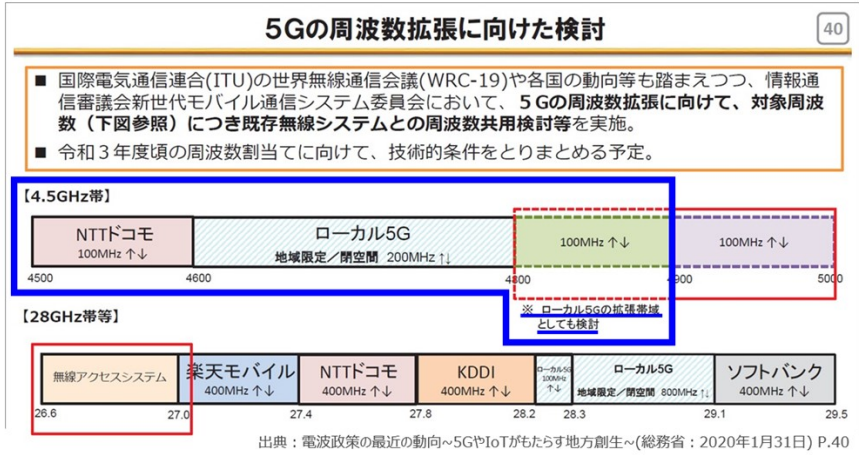 5Gの周波数拡張に向けた検討
40
■ 国際電気通信連合(ITU)の世界無線通信会議(WRC-19)や各国の動向等も踏まえつつ、情報通
信審議会新世代モバイル通信システム委員会において、５Gの周波数拡張に向けて、対象周波
数（下図参照）につき既存無線システムとの周波数共用検討等を実施。
■ 令和３年度頃の周波数割当てに向けて、技術的条件をとりまとめる予定。
【4.5GHz帯】
NTTドコモ
100MHz ↑↓
ローカル5G
地域限定／閉空間 200MHz ↑↓
100MHz ↑↓
100MHz ↑↓
4500
4600
4800
4900
5000
※ ローカル5Gの拡張帯域
としても検討
【28GHz帯等】
無線アクセスシステム
楽天モバイル
400MHz ↑↓
NTTドコモ
400MHz ↑↓
KDDI
400MHz ↑↓
ローカル5G
100MHz
↑↓
ローカル5G
地域限定／閉空間 800MHz ↑↓
ソフトバンク
400MHz ↑↓
26.6
27.0
27.4
27.8
28.2
28.3
29.1
29.5
出典：電波政策の最近の動向~5GやIoTがもたらす地方創生~(総務省：2020年1月31日) P.40